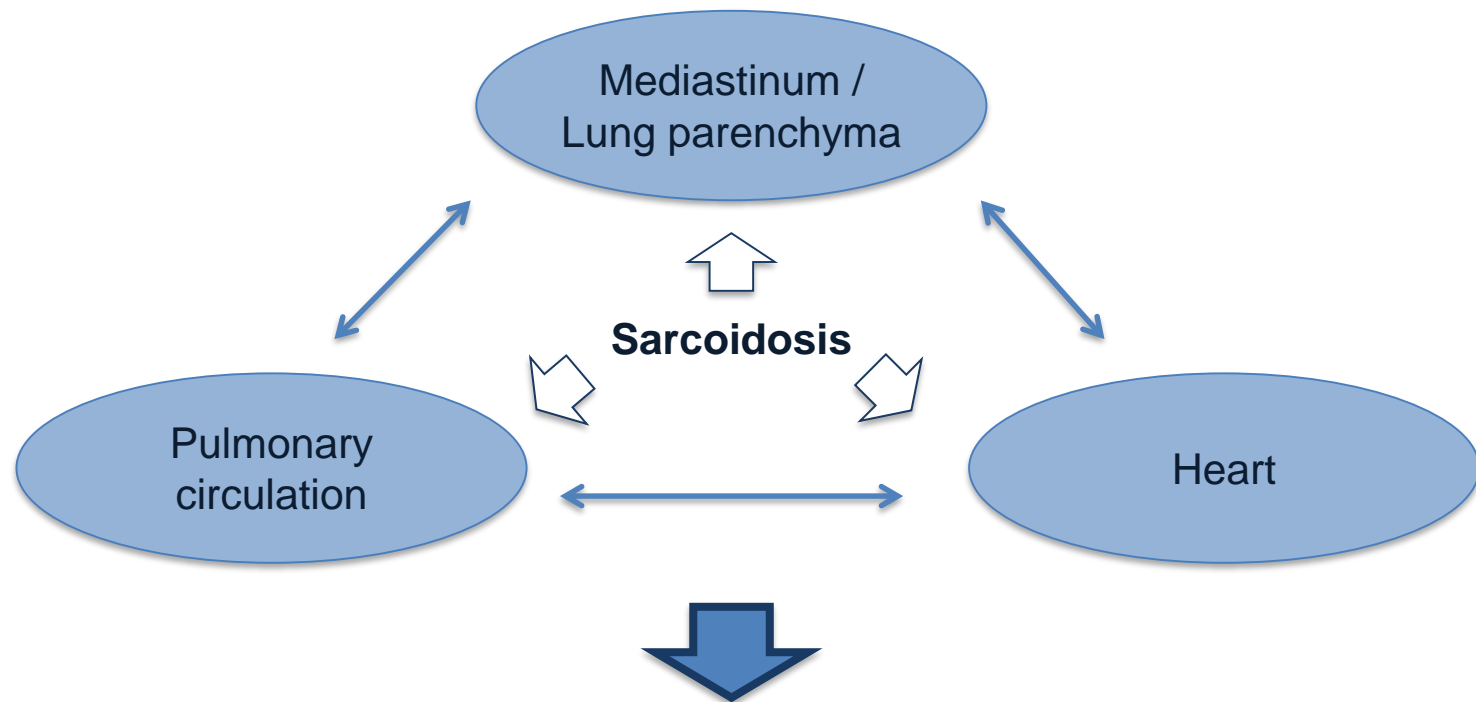 Mediastinum /
Lung parenchyma
Sarcoidosis
Pulmonary
circulation
Heart